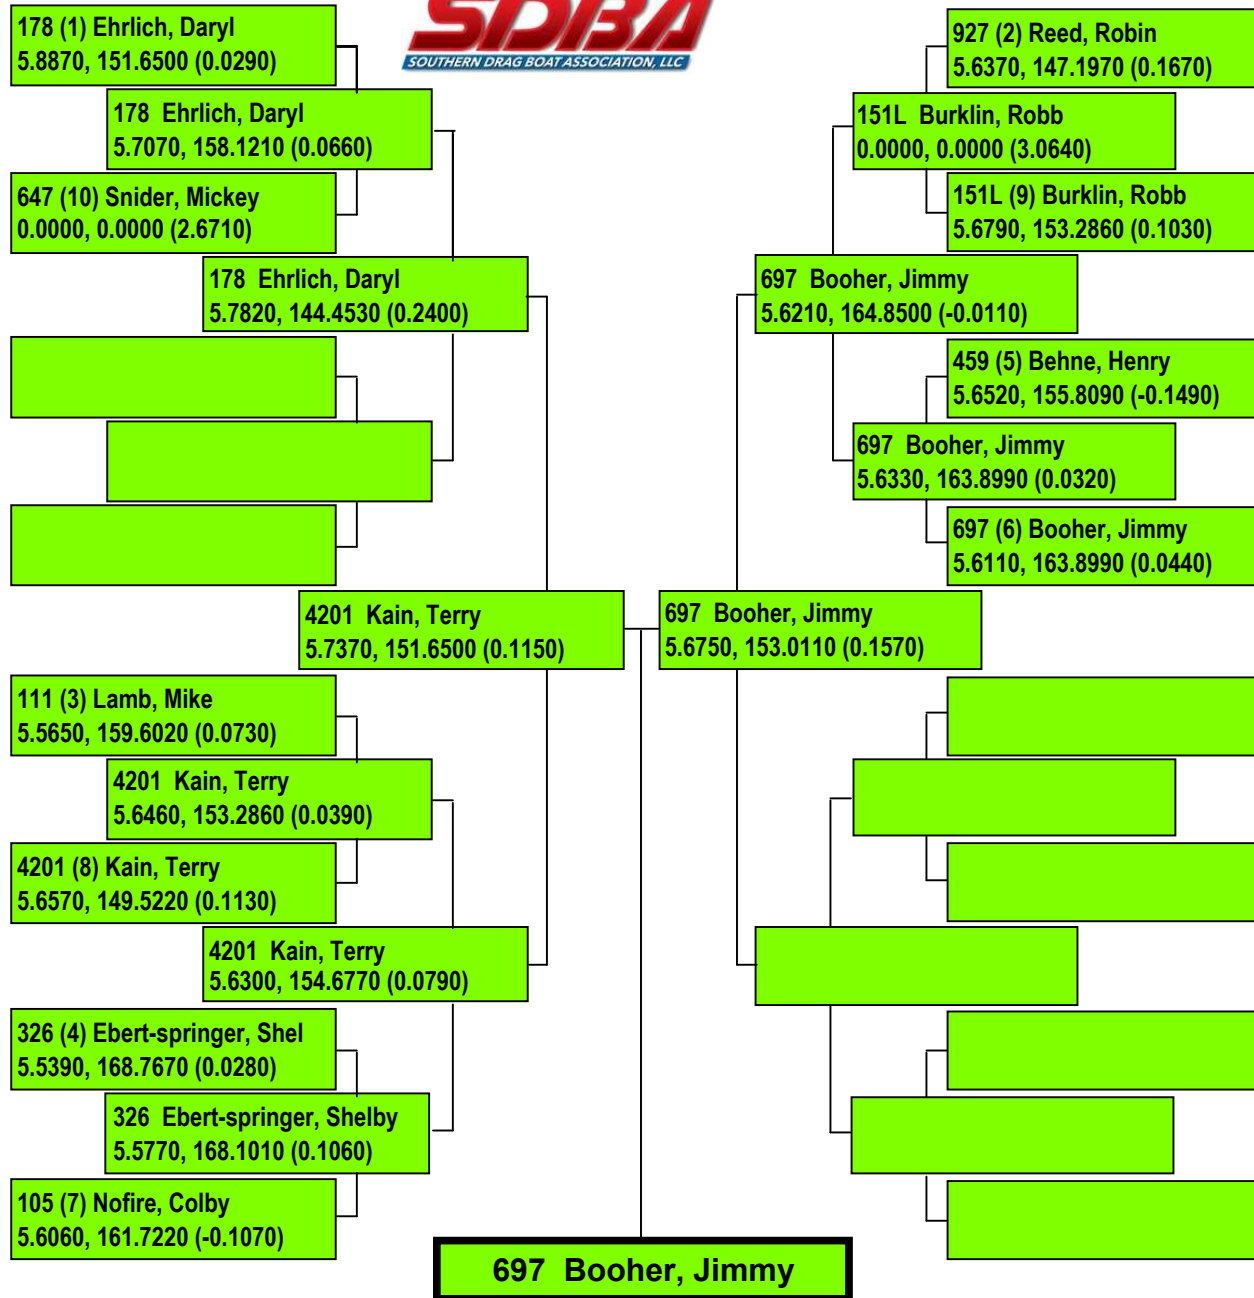 SDBA
SOUTHERN DRAG BOAT ASSOCIATION, LLC
178 (1) Ehrlich, Daryl
5.8870, 151.6500 (0.0290)
178 Ehrlich, Daryl
5.7070, 158.1210 (0.0660)
647 (10) Snider, Mickey
0.0000, 0.0000 (2.6710)
178 Ehrlich, Daryl
5.7820, 144.4530 (0.2400)
4201 Kain, Terry
5.7370, 151.6500 (0.1150)
111 (3) Lamb, Mike
5.5650, 159.6020 (0.0730)
4201 Kain, Terry
5.6460, 153.2860 (0.0390)
4201 (8) Kain, Terry
5.6570, 149.5220 (0.1130)
4201 Kain, Terry
5.6300, 154.6770 (0.0790)
326 (4) Ebert-springer, Shel
5.5390, 168.7670 (0.0280)
326 Ebert-springer, Shelby
5.5770, 168.1010 (0.1060)
105 (7) Nofire, Colby
5.6060, 161.7220 (-0.1070)
927 (2) Reed, Robin
5.6370, 147.1970 (0.1670)
151L Burklin, Robb
0.0000, 0.0000 (3.0640)
151L (9) Burklin, Robb
5.6790, 153.2860 (0.1030)
697 Booher, Jimmy
5.6210, 164.8500 (-0.0110)
459 (5) Behne, Henry
5.6520, 155.8090 (-0.1490)
697 Booher, Jimmy
5.6330, 163.8990 (0.0320)
697 (6) Booher, Jimmy
5.6110, 163.8990 (0.0440)
697 Booher, Jimmy
5.6750, 153.0110 (0.1570)
697 Booher, Jimmy